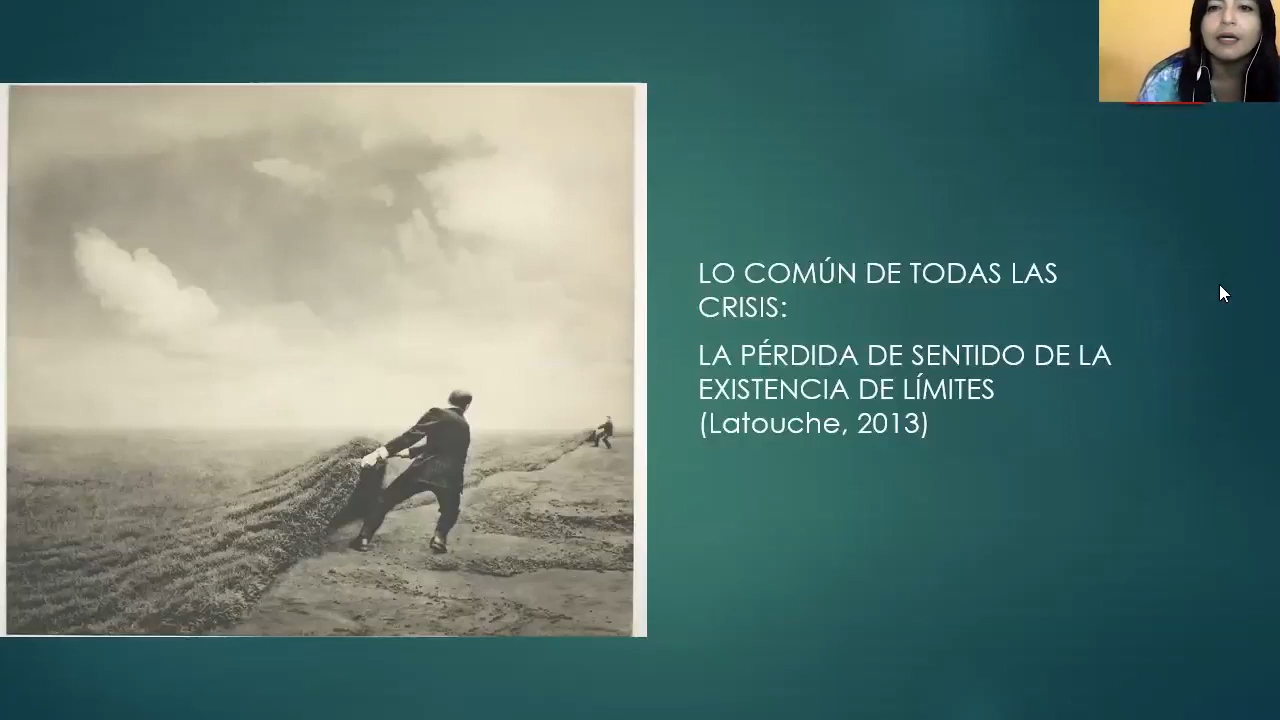 LO COMÚN DE TODAS LAS
CRISIS:
LA PÉRDIDA DE SENTIDO DE LA
EXISTENCIA DE LÍMITES
(Latouche, 2013)